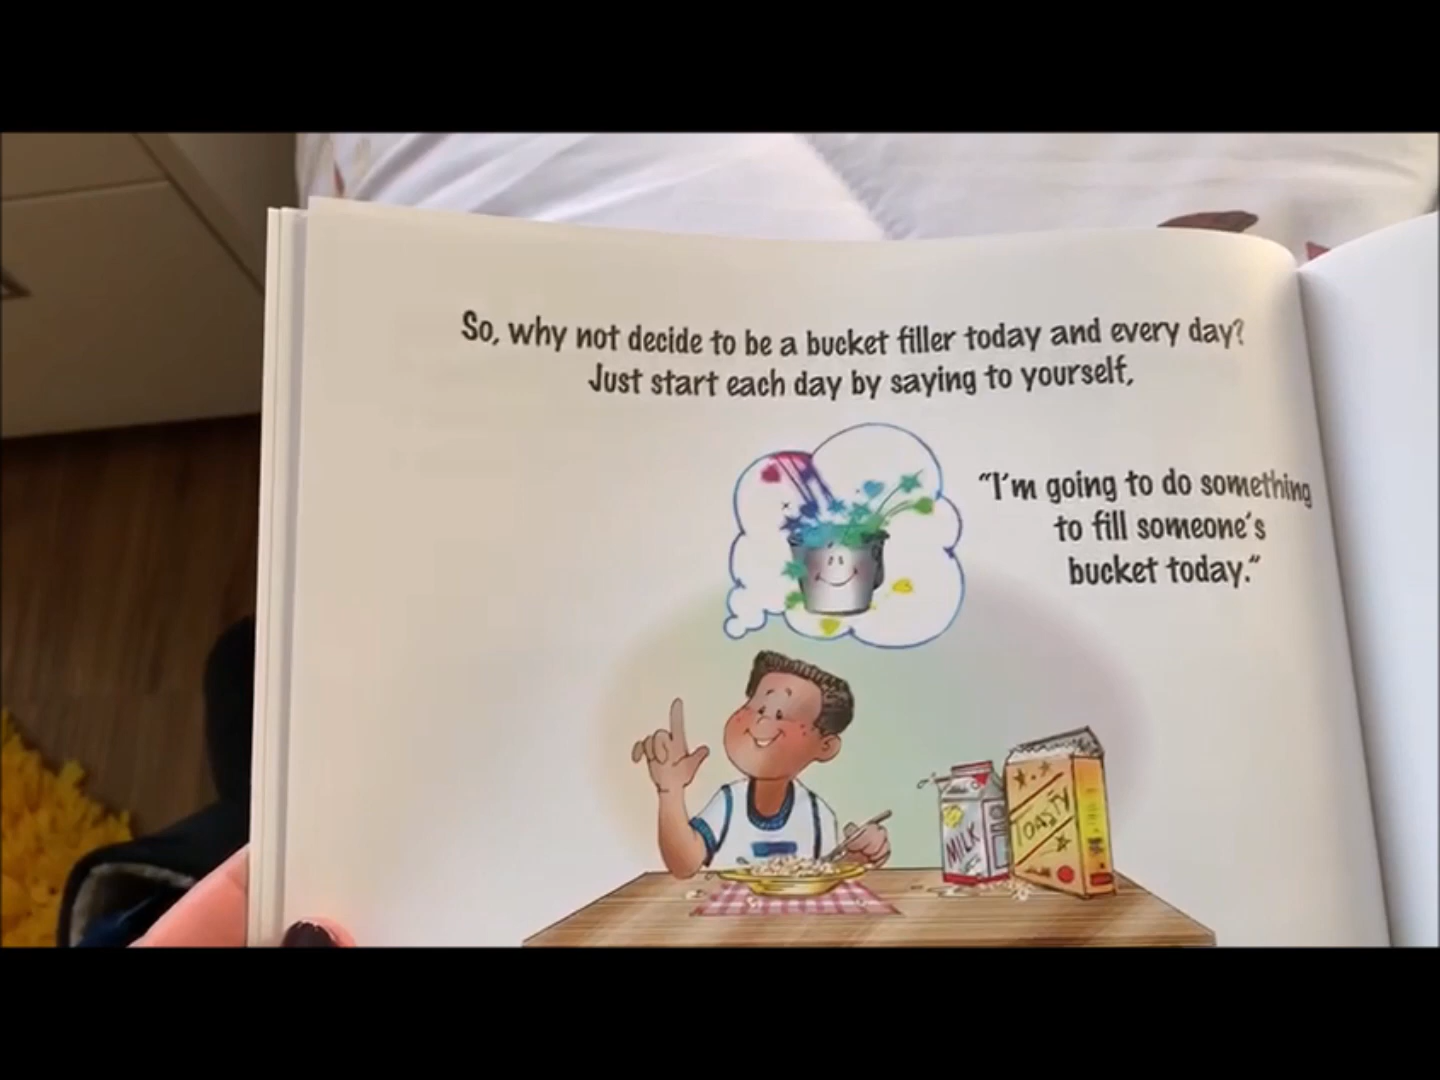 So, why not decide to be a bucket filler today and every day?
Just start each day by saying to yourself,
"I'm going to do something
to fill someone's
bucket today."
MILK
TOASTY